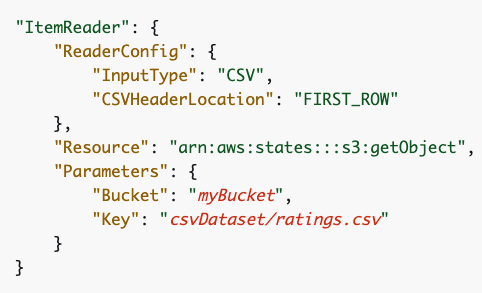 "ItemReader": {
    "ReaderConfig": {
        "InputType": "CSV",
        "CSVHeaderLocation": "FIRST_ROW"
    },
    "Resource": "arn:aws:states:::s3:getObject",
    "Parameters": {
        "Bucket": "myBucket",
        "Key": "csvDataset/ratings.csv"
    }
}